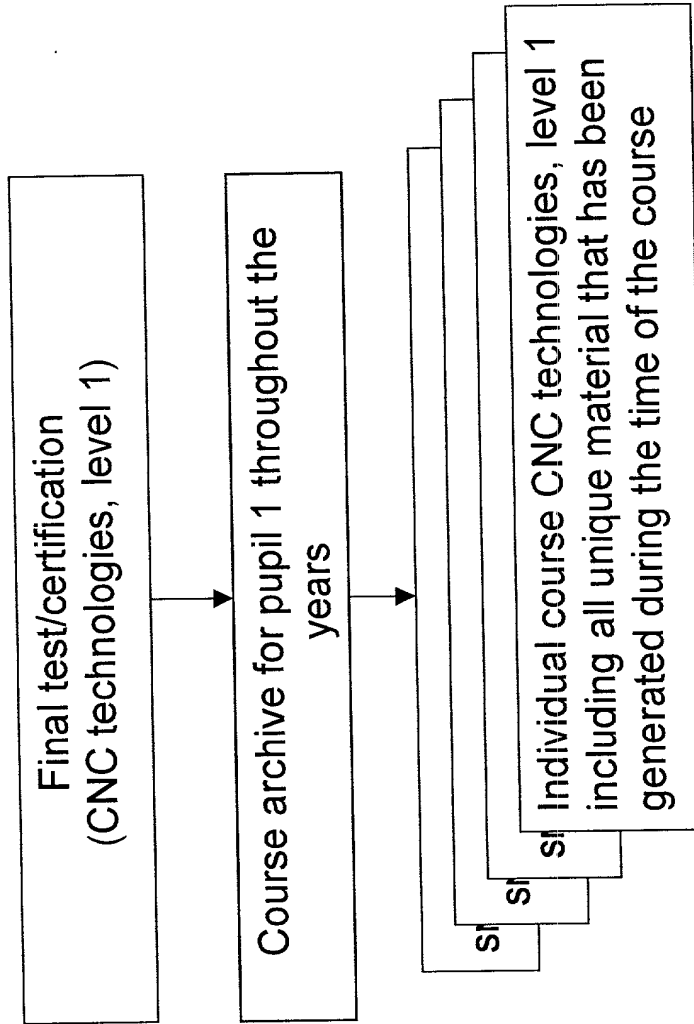 Final test/certification
(CNC technologies, level 1)
Course archive for pupil 1 throughout the
years
Individual course CNC technologies, level 1
including all unique material that has been
generated during the time of the course